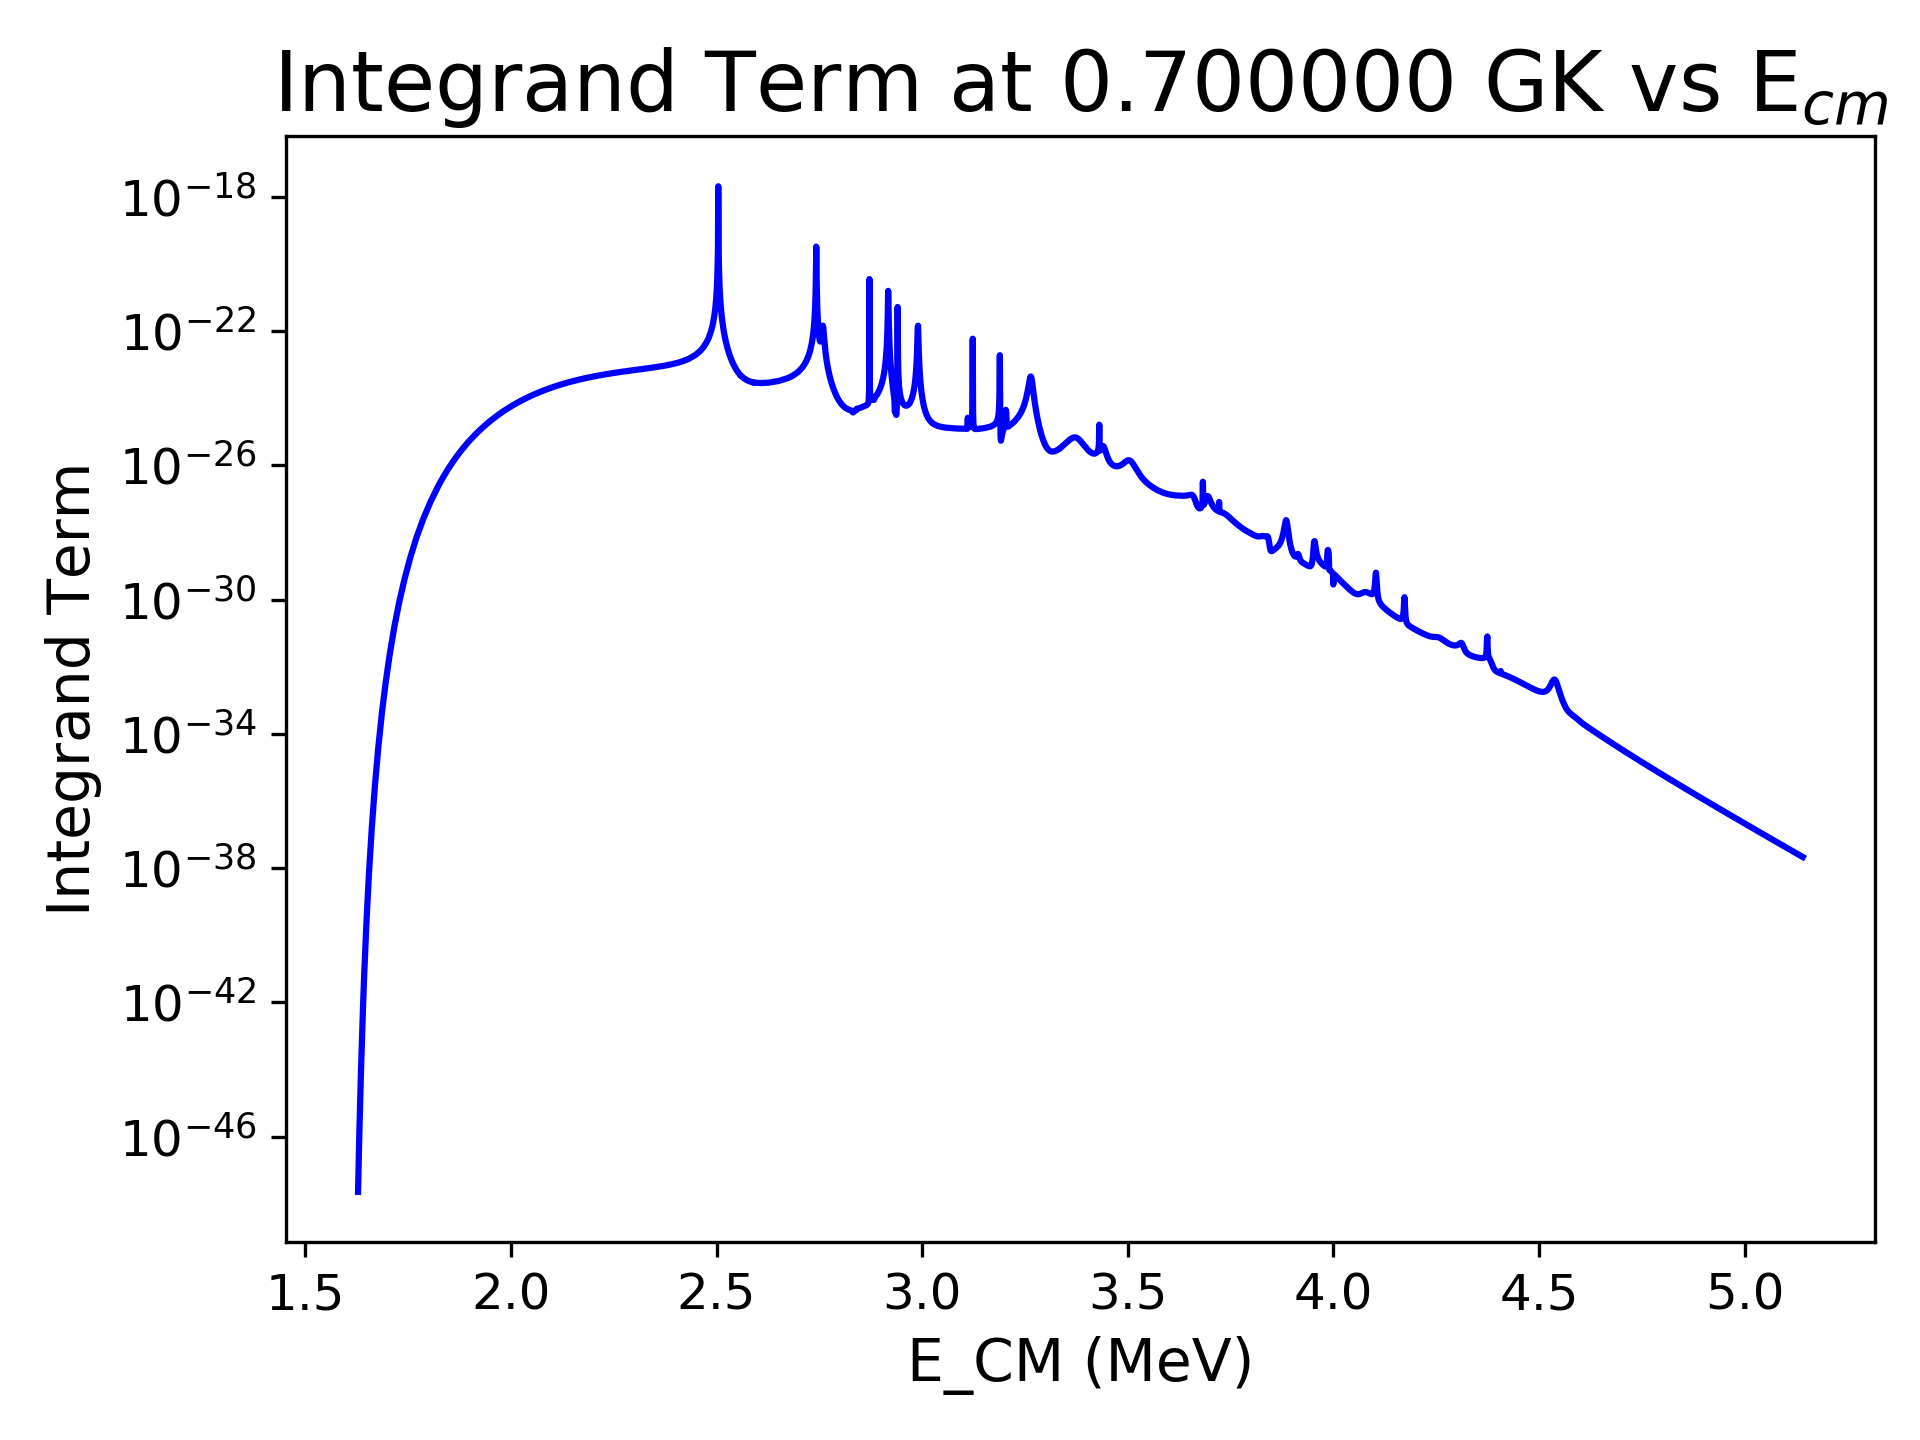 Integrand Term at 0.700000 GK vs E_{cm}
Integrand Term
10^{-18}
10^{-22}
10^{-26}
10^{-30}
10^{-34}
10^{-38}
10^{-42}
10^{-46}
1.5 2.0 2.5 3.0 3.5 4.0 4.5 5.0
E_CM (MeV)